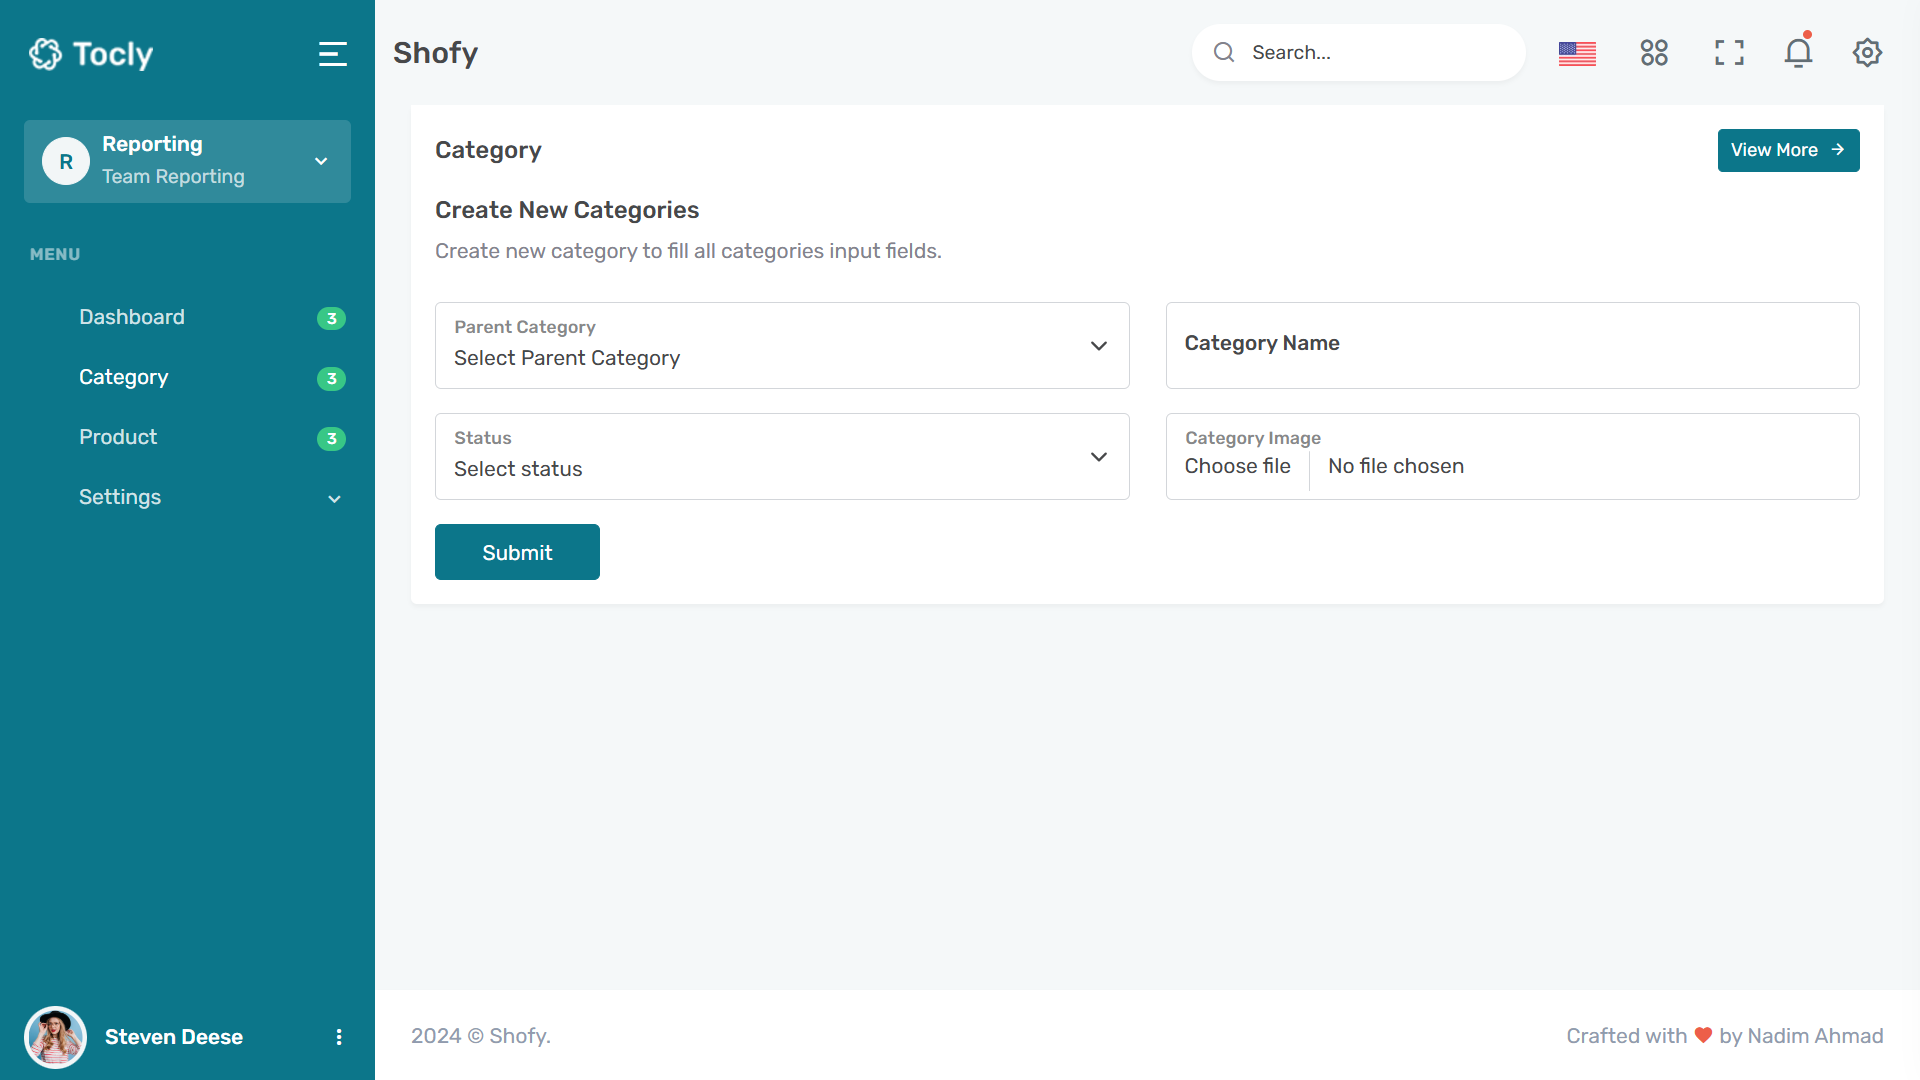 Tocly
Shofy
Search...
R
Reporting
Team Reporting
MENU
Dashboard
3
Category
3
Product
3
Settings
Category
View More
Create New Categories
Create new category to fill all categories input fields.
Parent Category
Select Parent Category
Category Name
Status
Select status
Category Image
Choose file
No file chosen
Submit
Steven Deese
2024 © Shofy.
Crafted with ❤ by Nadim Ahmad